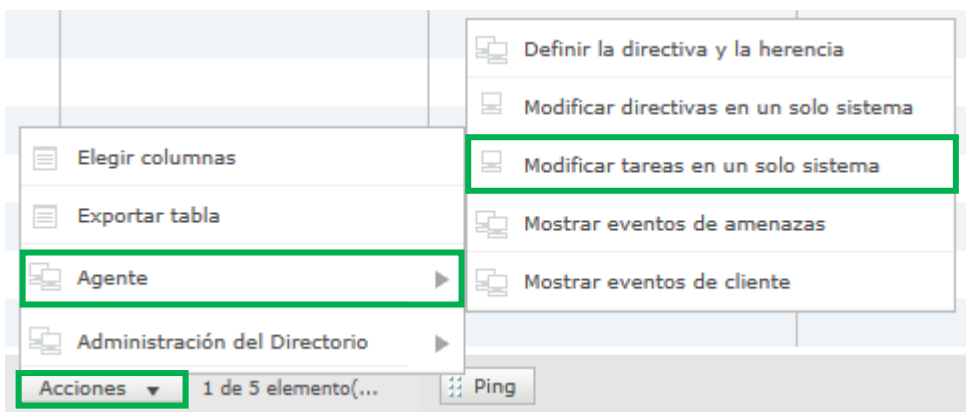 Definir la directiva y la herencia
Modificar directivas en un solo sistema
Modificar tareas en un solo sistema
Mostrar eventos de amenazas
Mostrar eventos de cliente
Elegir columnas
Exportar tabla
Agente
Administración del Directorio
Acciones
1 de 5 elemento(...
Ping